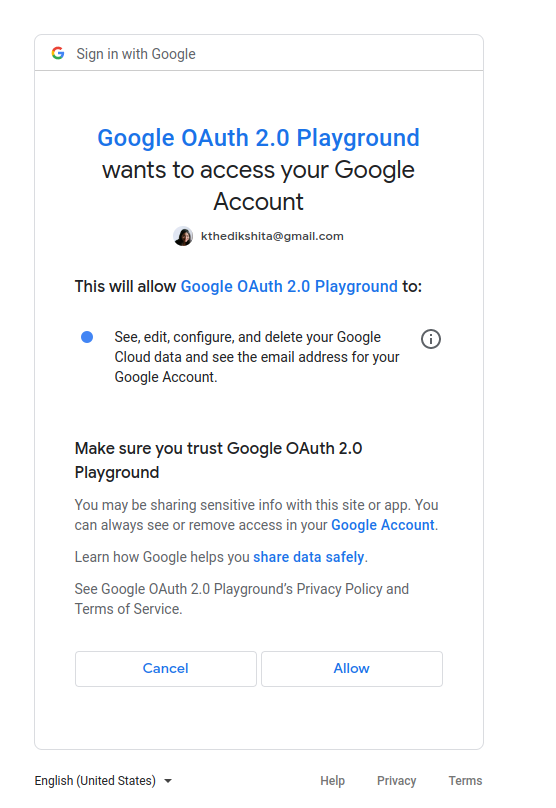 Sign in with Google
Google OAuth 2.0 Playground
wants to access your Google
Account
kthedikshita@gmail.com
This will allow Google OAuth 2.0 Playground to:
See, edit, configure, and delete your Google
Cloud data and see the email address for your
Google Account.
Make sure you trust Google OAuth 2.0
Playground
You may be sharing sensitive info with this site or app. You
can always see or remove access in your Google Account.
Learn how Google helps you share data safely.
See Google OAuth 2.0 Playground’s Privacy Policy and
Terms of Service.
Cancel Allow
English (United States) Help Privacy Terms